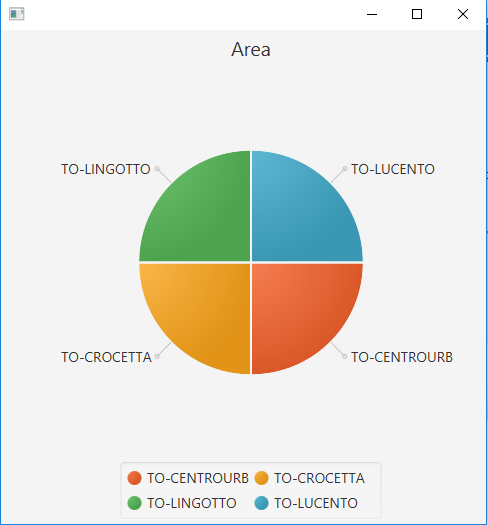 Area
TO-LINGOTTO
TO-LUCENTO
TO-CROCETTA
TO-CENTROURB
TO-CENTROURB
TO-CROCETTA
TO-LINGOTTO
TO-LUCENTO